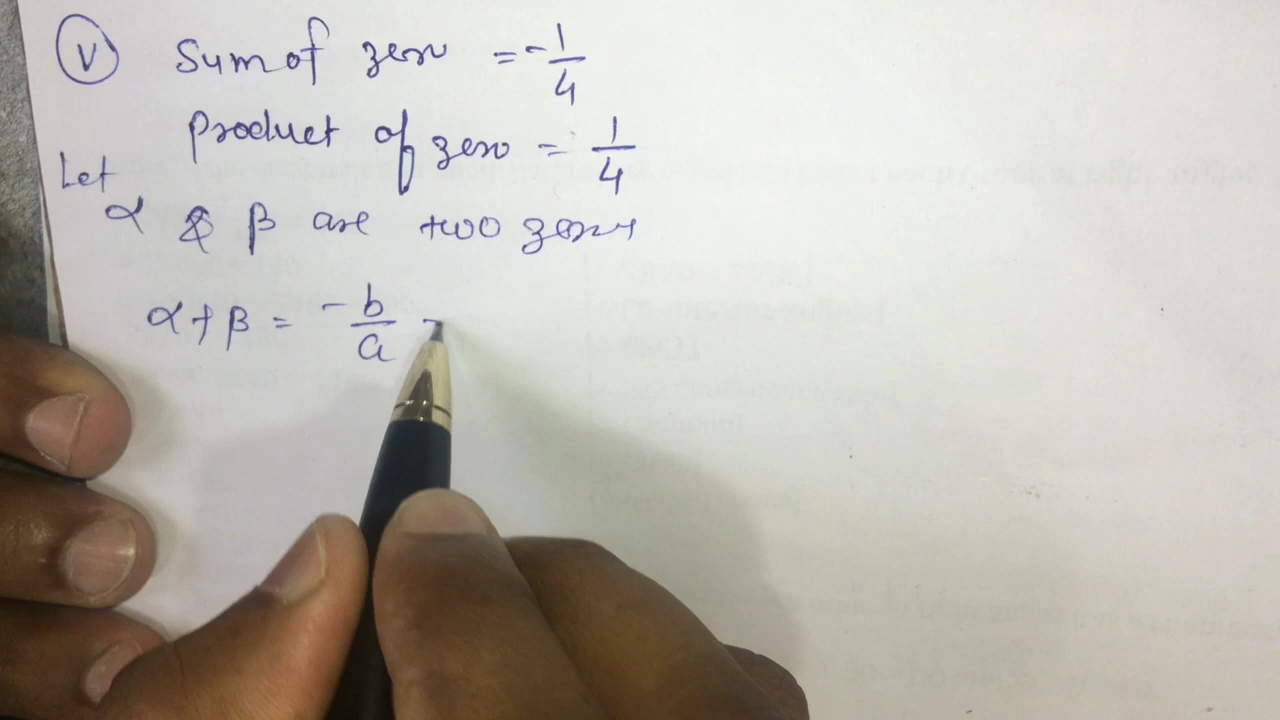 V Sum of zero = -1/4
product of zero = 1/4
Let
α & β are two zeros
α+β = -b/a =